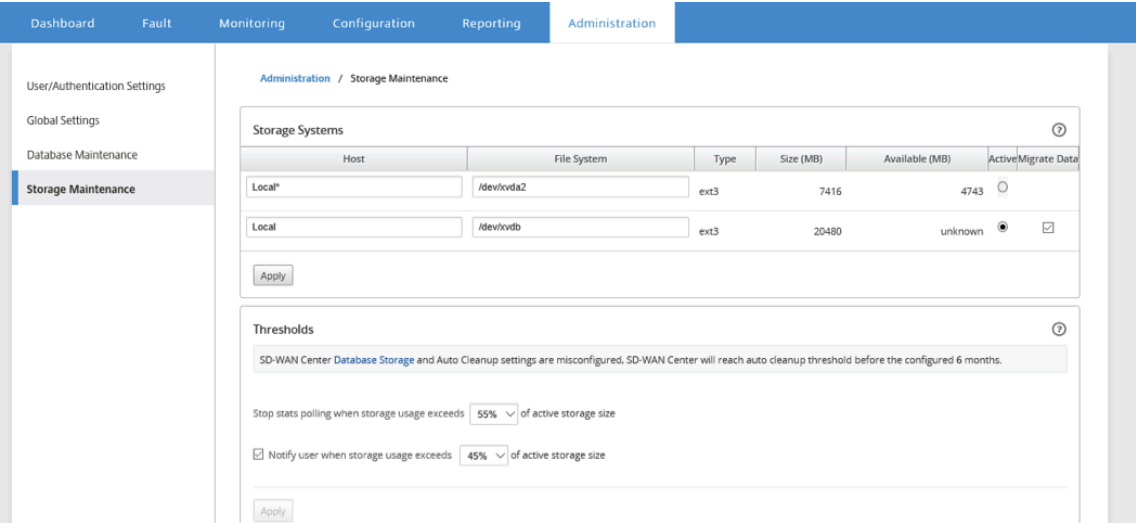 Dashboard Fault Monitoring Configuration Reporting Administration
User/Authentication Settings
Global Settings
Database Maintenance
Storage Maintenance
Administration / Storage Maintenance
Storage Systems ?
Host File System Type Size (MB) Available (MB) Active Migrate Data
Local* /dev/xvda2 ext3 7416 4743
Local /dev/xvdb ext3 20480 unknown
Apply
Thresholds ?
SD-WAN Center Database Storage and Auto Cleanup settings are misconfigured, SD-WAN Center will reach auto cleanup threshold before the configured 6 months.
Stop stats polling when storage usage exceeds 55% of active storage size
Notify user when storage usage exceeds 45% of active storage size
Apply